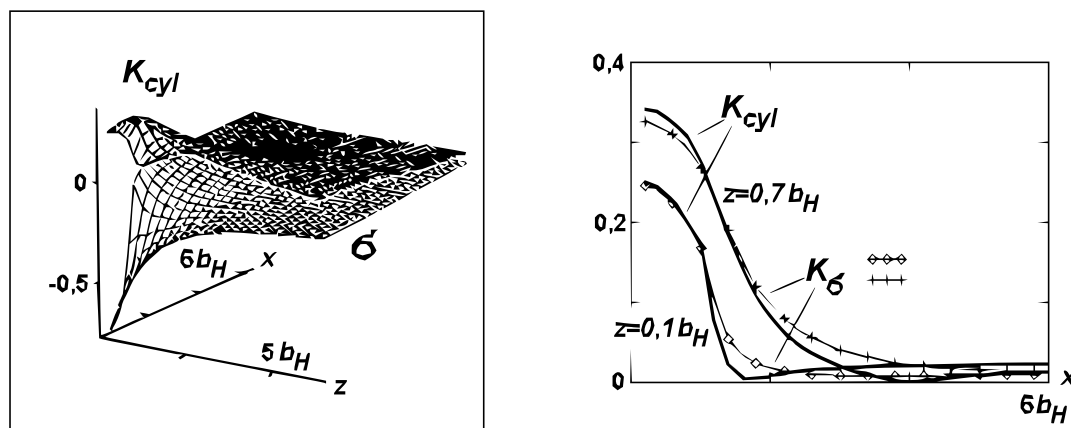 K_cyl
0
-0,5
6b_H
x
б
5b_H
z
0,4
K_cyl
z=0,7b_H
0,2
K_б
z=0,1b_H
0
x
6b_H